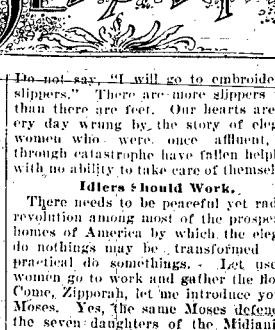 Do not say, "I will go to embroide
slippers." There are more slippers
than there are feet. Our hearts are
ery day wrung by the story of ele
women who were once affluent,
through catastrophe have fallen help
with no ability to take care of themsel
Idlers Should Work.
There needs to be peaceful yet rad
revolution among most of the prospe
homes of America by which the ele
do nothings may be transformed
practical do somethings. Let use
women go to work and gather the flo
Come, Zipporah, let me introduce yo
Moses. Yes, the same Moses defen
the seven daughters of the Midian